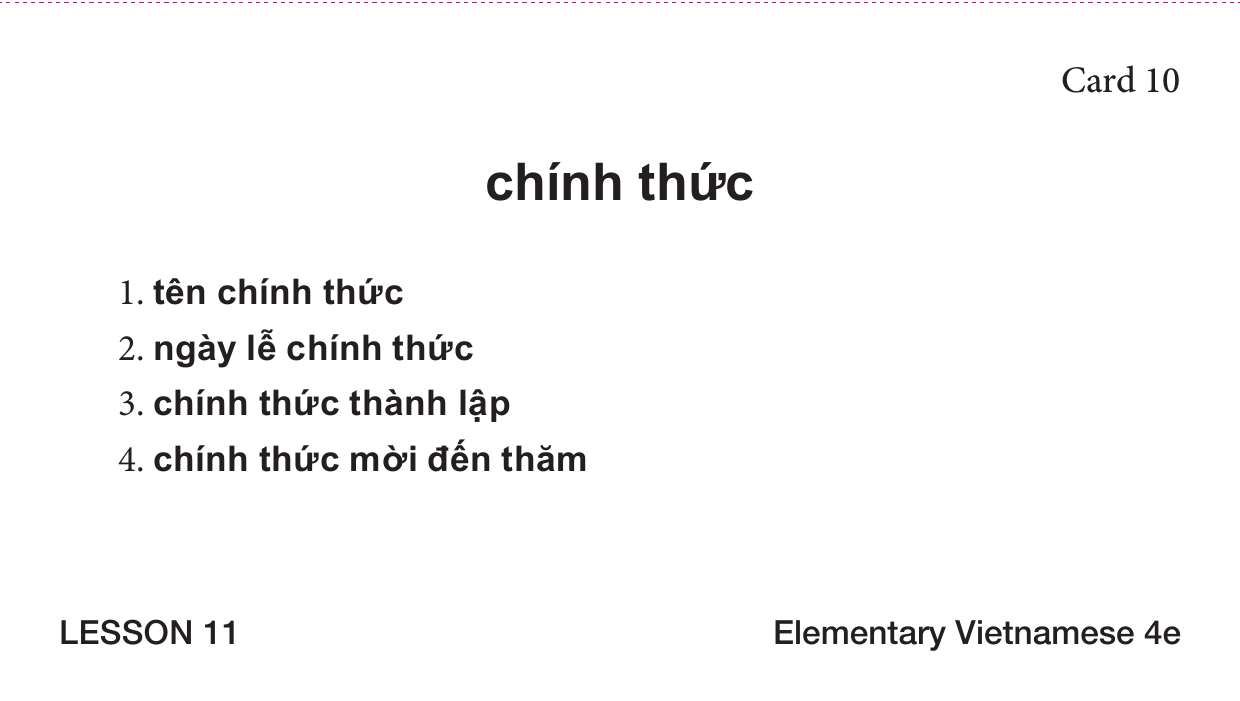 Card 10
chính thức
1. tên chính thức
2. ngày lễ chính thức
3. chính thức thành lập
4. chính thức mời đến thăm
LESSON 11
Elementary Vietnamese 4e